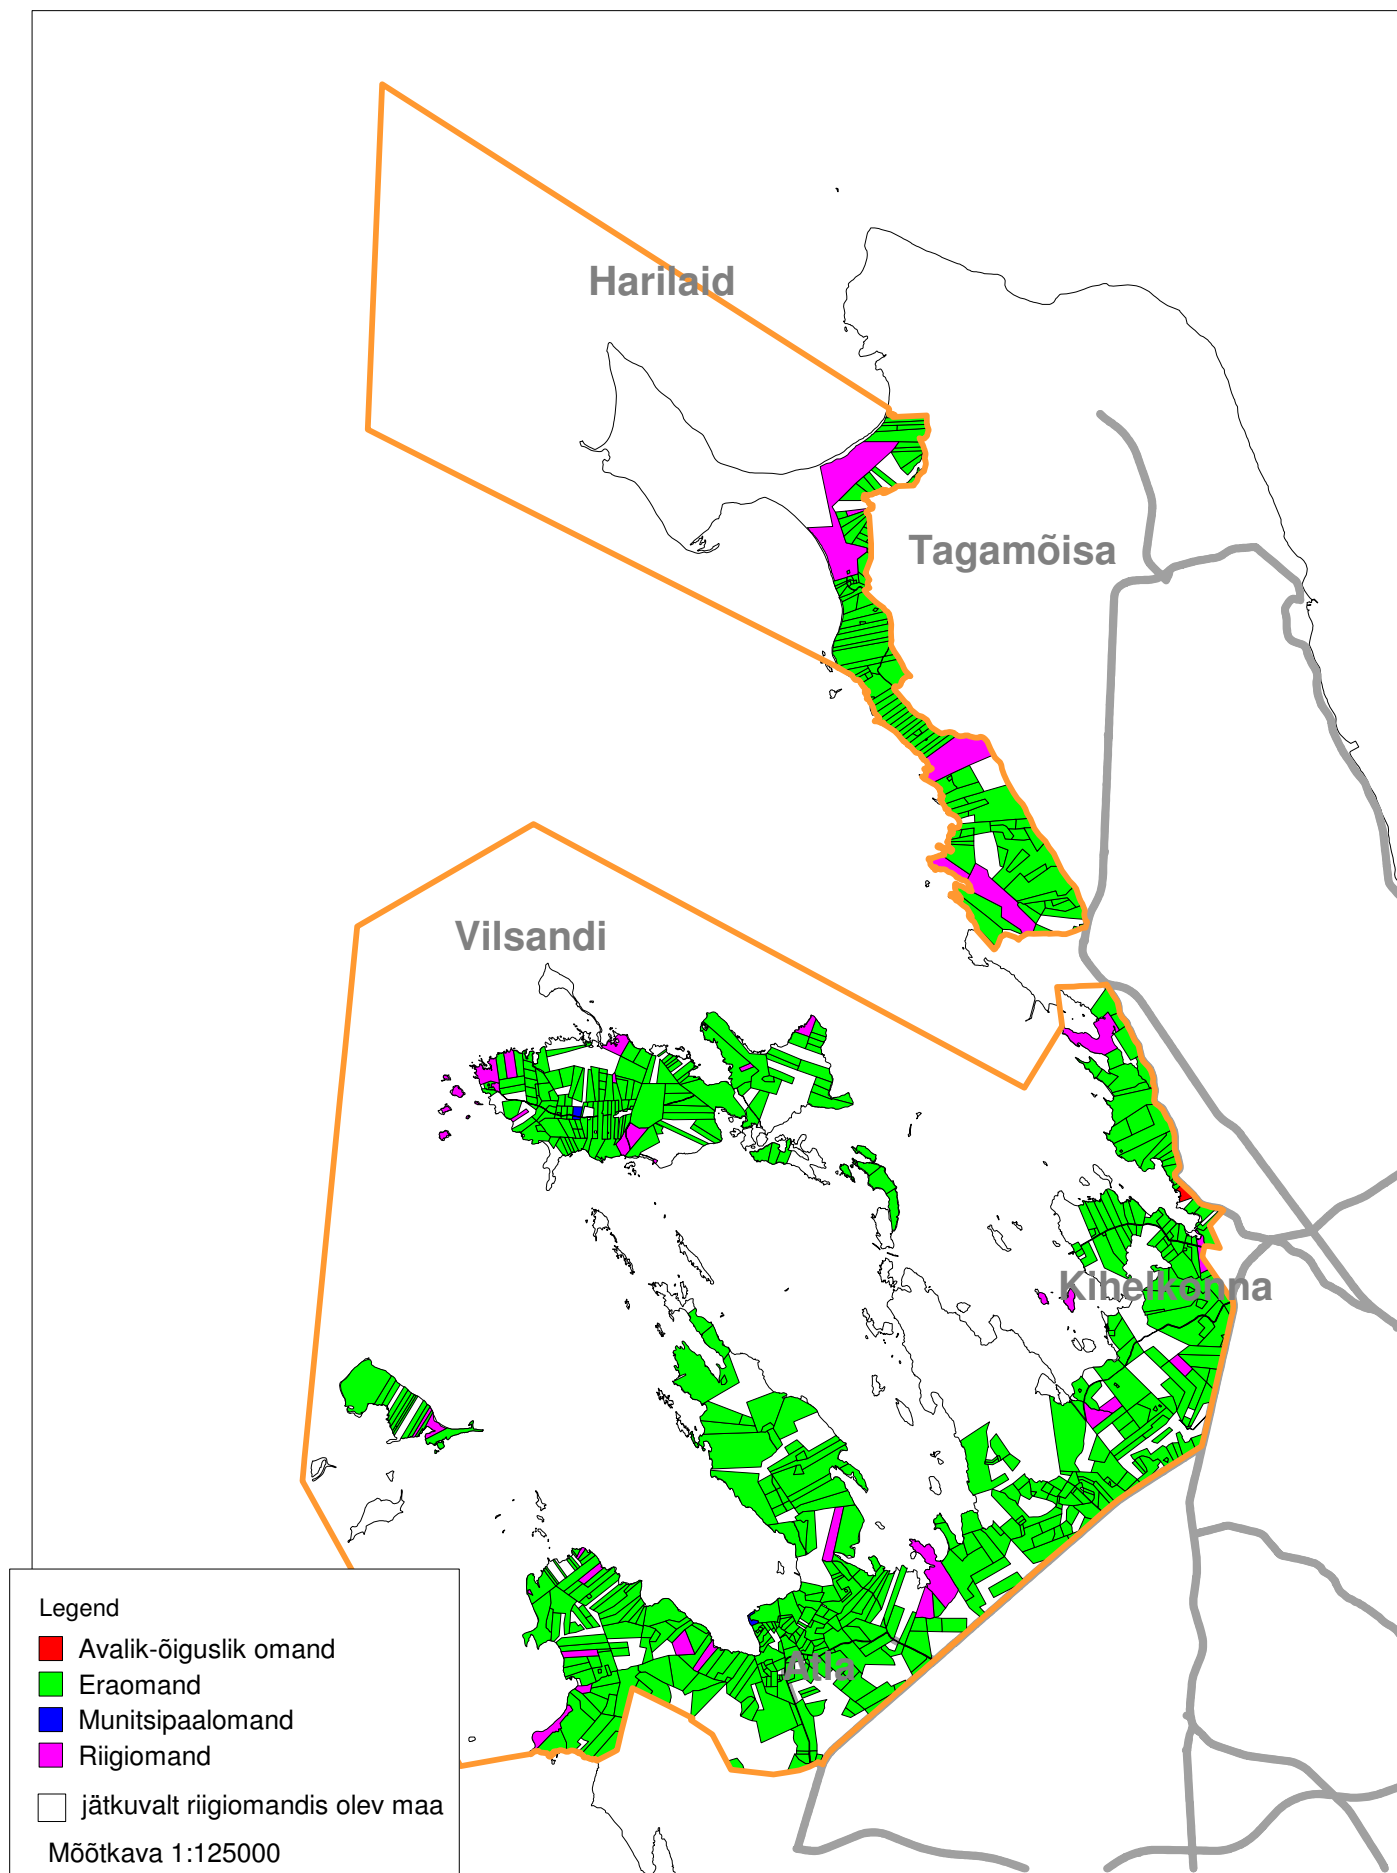 Harilaid
Tagamõisa
Vilsandi
Kihelkonna
Atla
Legend
Avalik-õiguslik omand
Eraomand
Munitsipaalomand
Riigiomand
jätkuvalt riigiomandis olev maa
Mõõtkava 1:125000